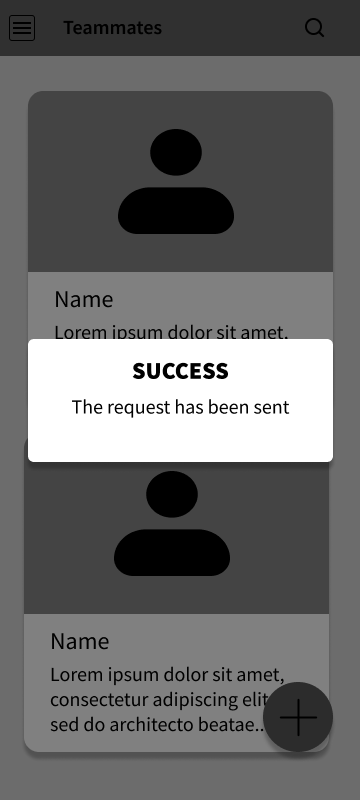 Teammates
Name
Lorem ipsum dolor sit amet,
SUCCESS
The request has been sent
Name
Lorem ipsum dolor sit amet,
consectetur adipiscing elit
sed do architecto beatae..